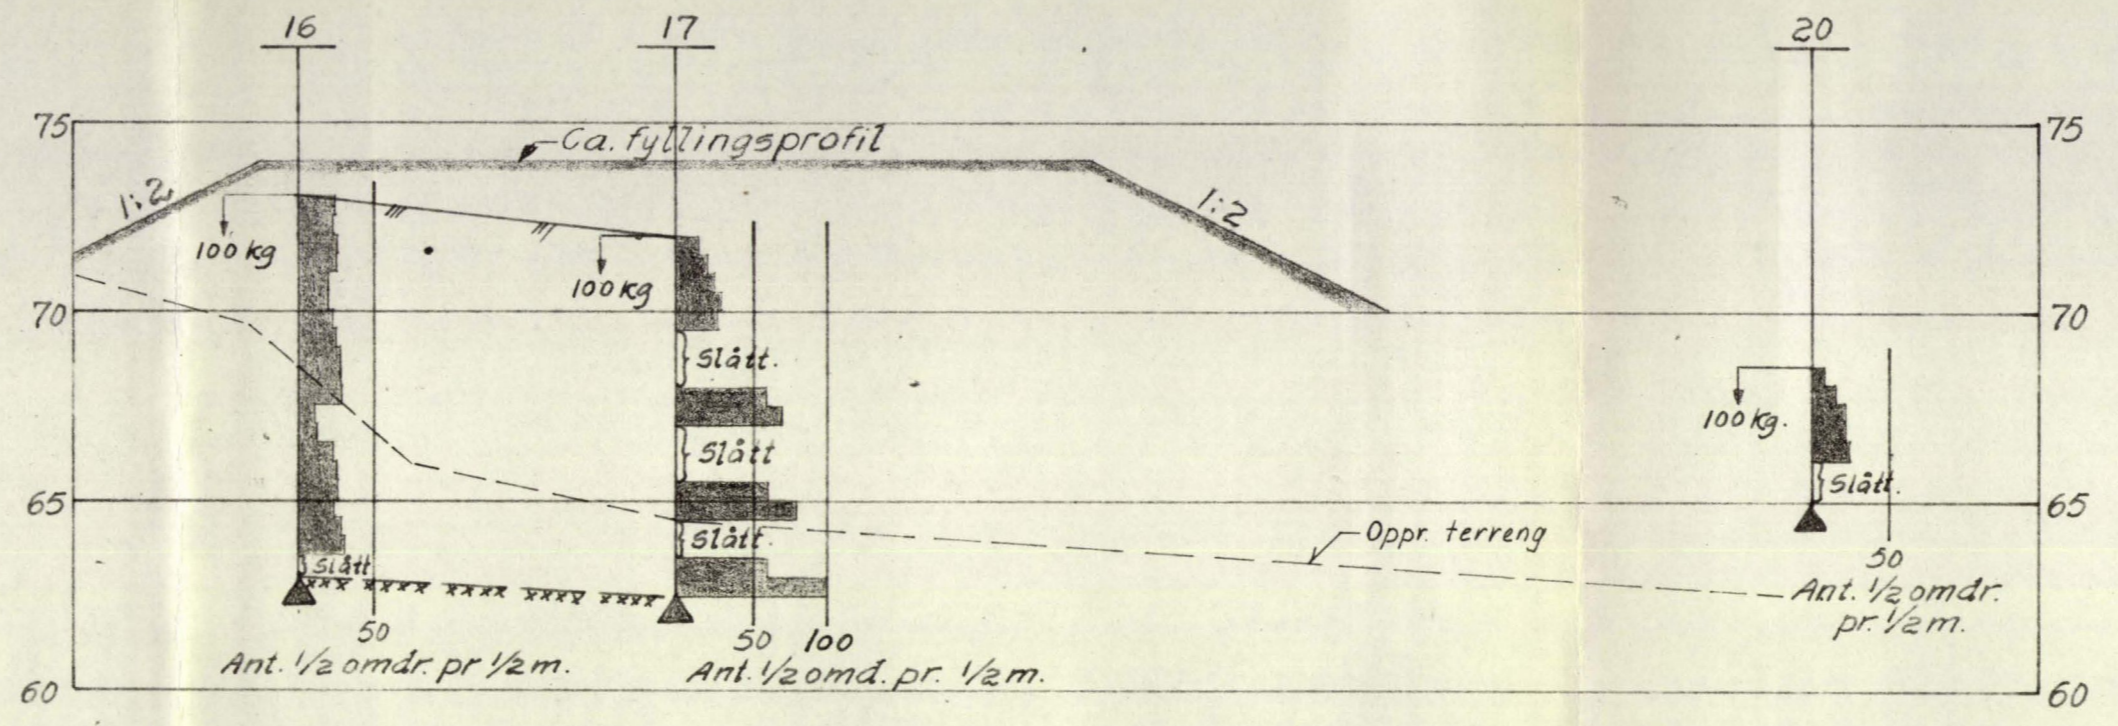 16
17
20
75
75
Ca. fyllingsprofil
1:2
1:2
100 kg
100 kg
70
70
Slått.
100 kg.
Slått
Slått.
65
65
Slått.
Oppr. terreng
Slått
50
50
50 100
Ant. 1/2 omdr.
pr. 1/2 m.
Ant. 1/2 omdr. pr 1/2 m.
Ant. 1/2 omd. pr. 1/2 m.
60
60